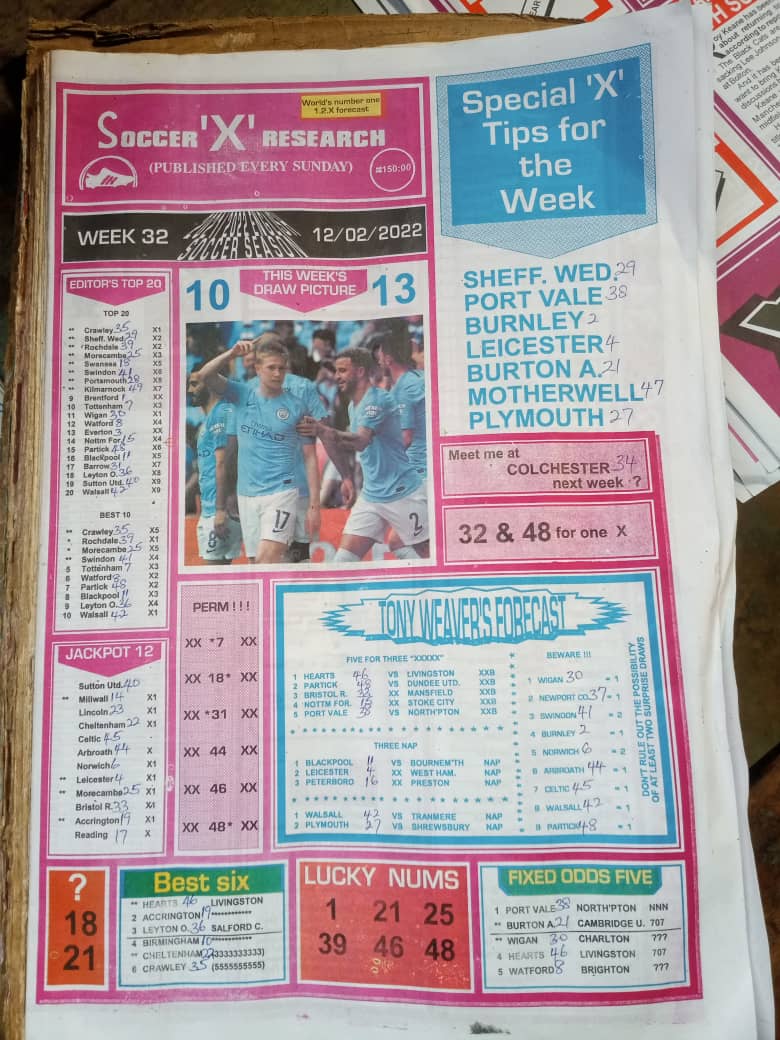 World's number one
1.2.X forecast
SOCCER 'X' RESEARCH
(PUBLISHED EVERY SUNDAY)
₦150:00
WEEK 32
SOCCER SEASON
12/02/2022
Special 'X'
Tips for
the
Week
SHEFF. WED. 29
PORT VALE 38
BURNLEY 2
LEICESTER 4
BURTON A. 21
MOTHERWELL 47
PLYMOUTH 27
Meet me at
COLCHESTER 34
next week ?
32 & 48 for one X
EDITOR'S TOP 20
TOP 20
** Crawley 35 X1
** Sheff. Wed 29 X2
** Rochdale 39 X2
** Morecambe 25 X3
** Swansea 18 X5
** Swindon 41 X6
** Portsmouth 28 X6
** Kilmarnock 49 X7
9 Brentford 1 XX
10 Tottenham 7 X3
11 Wigan 30 X1
12 Watford 8 X4
13 Everton 3 XX
14 Nottm For. 15 X4
15 Partick 48 X6
16 Blackpool 11 X5
17 Barrow 31 X7
18 Leyton O. 36 X8
19 Sutton Utd. 40 X9
20 Walsall 42 X9
BEST 10
** Crawley 35 X5
* Rochdale 39 X1
* Morecambe 25 X5
** Swindon 41 X4
5 Tottenham 7 X3
6 Watford 8 X2
7 Partick 48 X2
8 Blackpool 11 X3
9 Leyton O. 36 X4
10 Walsall 42 X1
JACKPOT 12
Sutton Utd. 40
** Millwall 14 X1
Lincoln 23 X1
Cheltenham 22 X1
Celtic 45
Arbroath 44 X
Norwich 6 X1
** Leicester 4 X1
** Morecambe 25 X1
Bristol R. 33 X1
** Accrington 19 X1
Reading 17 X
10
THIS WEEK'S
DRAW PICTURE
13
ETIHAD
8
17
2
PERM ! ! !
XX *7 XX
XX 18* XX
XX *31 XX
XX 44 XX
XX 46 XX
XX 48* XX
TONY WEAVER'S FORECAST
FIVE FOR THREE "XXXXX"
1 HEARTS 46 VS LIVINGSTON XXB
2 PARTICK 48 VS DUNDEE UTD. XXB
3 BRISTOL R. 33 XX MANSFIELD XXB
4 NOTTM FOR. 15 XX STOKE CITY XXB
5 PORT VALE 38 VS NORTH'PTON XXB
THREE NAP
1 BLACKPOOL 11 VS BOURNEM'TH NAP
2 LEICESTER 4 XX WEST HAM. NAP
3 PETERBORO 16 XX PRESTON NAP
1 WALSALL 42 VS TRANMERE NAP
2 PLYMOUTH 27 VS SHREWSBURY NAP
BEWARE !!!
1 WIGAN 30 = 1
2 NEWPORT CO. 37 = 1
3 SWINDON 41 = 2
4 BURNLEY 2 = 1
5 NORWICH 6 = 2
6 ARBROATH 44 = 1
7 CELTIC 45 = 1
8 WALSALL 42 = 1
9 PARTICK 48 = 1
DON'T RULE OUT THE POSSIBILITY
OF AT LEAST TWO SURPRISE DRAWS
?
18
21
Best six
** HEARTS 46 LIVINGSTON
2 ACCRINGTON 19 ************
3 LEYTON O. 36 SALFORD C.
4 BIRMINGHAM 10 ************
** CHELTENHAM 22 (3333333333)
6 CRAWLEY 35 (5555555555)
LUCKY NUMS
1 21 25
39 46 48
FIXED ODDS FIVE
1 PORT VALE 38 NORTH'PTON NNN
** BURTON A. 21 CAMBRIDGE U. 707
** WIGAN 30 CHARLTON ???
4 HEARTS 46 LIVINGSTON 707
5 WATFORD 8 BRIGHTON ???